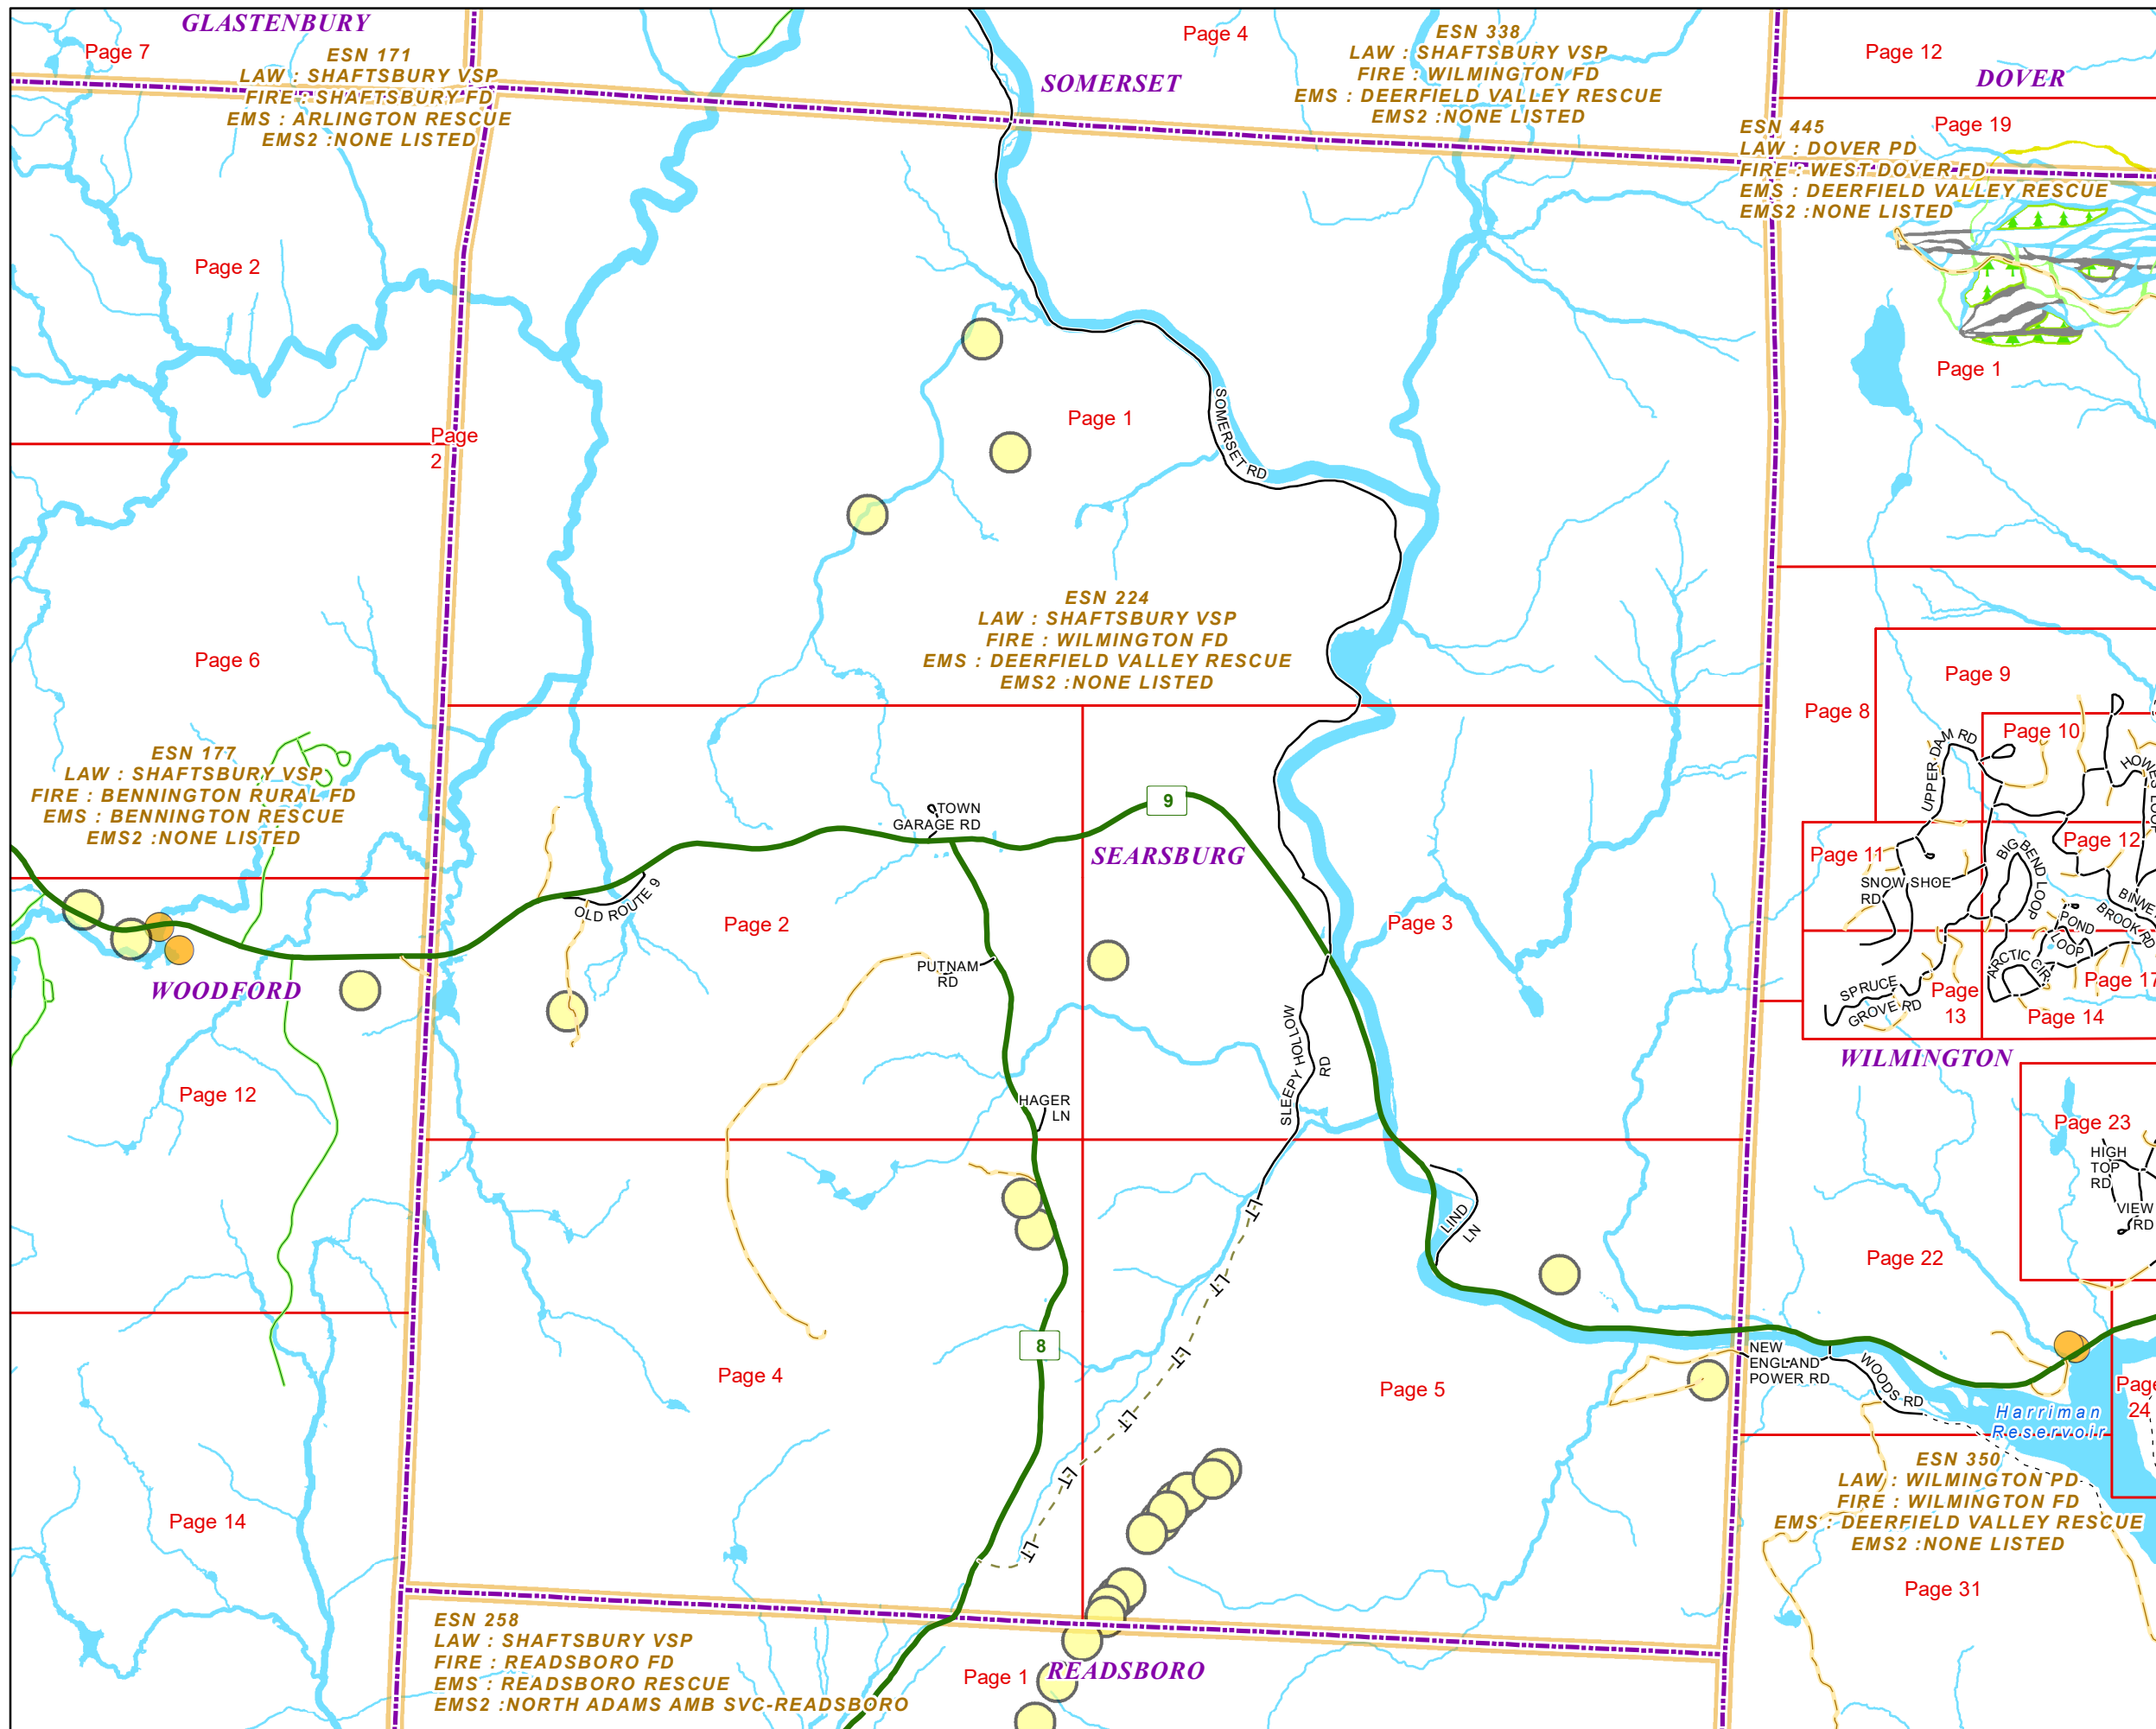 GLASTENBURY
Page 7
ESN 171
LAW : SHAFTSBURY VSP
FIRE : SHAFTSBURY FD
EMS : ARLINGTON RESCUE
EMS2 :NONE LISTED
Page 4
SOMERSET
ESN 338
LAW : SHAFTSBURY VSP
FIRE : WILMINGTON FD
EMS : DEERFIELD VALLEY RESCUE
EMS2 :NONE LISTED
Page 12
DOVER
Page 19
ESN 445
LAW : DOVER PD
FIRE : WEST DOVER FD
EMS : DEERFIELD VALLEY RESCUE
EMS2 :NONE LISTED
Page 2
Page 1
Page 1
SOMERSET RD
Page
2
ESN 224
LAW : SHAFTSBURY VSP
FIRE : WILMINGTON FD
EMS : DEERFIELD VALLEY RESCUE
EMS2 :NONE LISTED
Page 6
Page 9
Page 8
Page 10
UPPER DAM RD
ESN 177
LAW : SHAFTSBURY VSP
FIRE : BENNINGTON RURAL FD
EMS : BENNINGTON RESCUE
EMS2 :NONE LISTED
TOWN
GARAGE RD
9
SEARSBURG
Page 11
Page 12
SNOW SHOE
RD
BIG BEND LOOP
POND
LOOP
BROOK RD
OLD ROUTE 9
Page 2
Page 3
PUTNAM
RD
WOODFORD
ARCTIC CIR
Page 17
SPRUCE
GROVE RD
Page
13
Page 14
SLEEPY HOLLOW
RD
WILMINGTON
Page 12
HAGER
LN
Page 23
HIGH
TOP
RD
VIEW
RD
LT
LIND
LN
Page 22
LT
8
LT
NEW
ENGLAND
POWER RD
WOODS RD
Page 4
Page 5
Page
24
Harriman
Reservoir
LT
LT
LT
ESN 350
LAW : WILMINGTON PD
FIRE : WILMINGTON FD
EMS : DEERFIELD VALLEY RESCUE
EMS2 :NONE LISTED
Page 14
Page 31
ESN 258
LAW : SHAFTSBURY VSP
FIRE : READSBORO FD
EMS : READSBORO RESCUE
EMS2 :NORTH ADAMS AMB SVC-READSBORO
Page 1
READSBORO